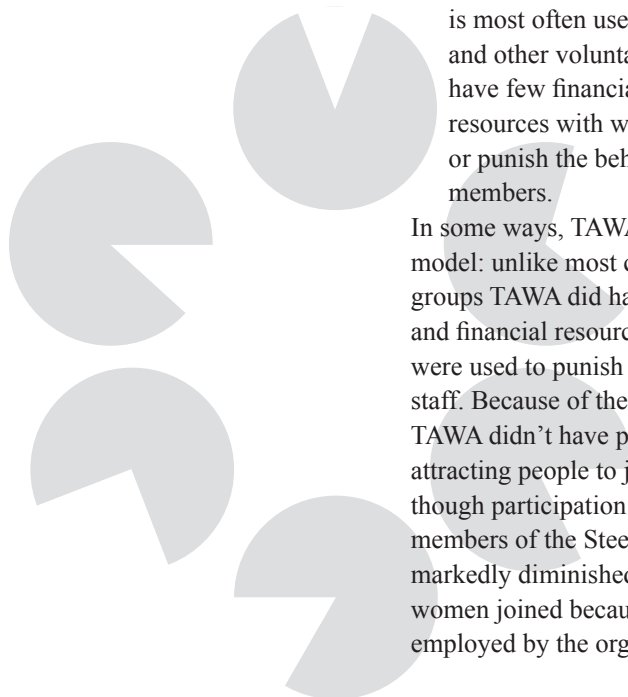 is most often use
and other volunta
have few financia
resources with w
or punish the beh
members.
In some ways, TAWA
model: unlike most c
groups TAWA did ha
and financial resourc
were used to punish
staff. Because of the
TAWA didn’t have p
attracting people to j
though participation
members of the Stee
markedly diminished
women joined becau
employed by the org